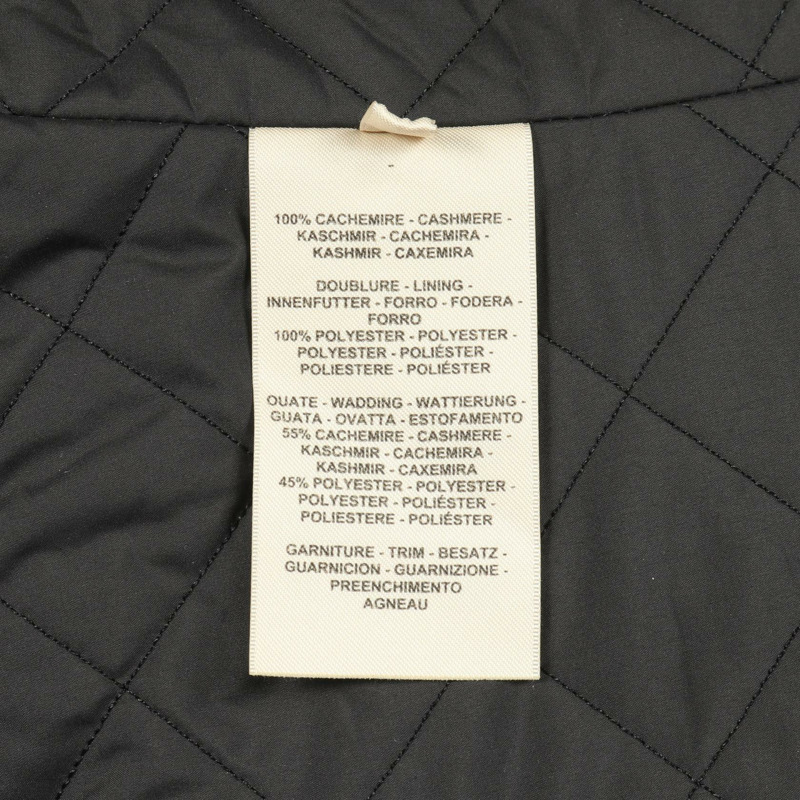 100% CACHEMIRE - CASHMERE -
KASCHMIR - CACHEMIRA -
KASHMIR - CAXEMIRA
DOUBLURE - LINING -
INNENFUTTER - FORRO - FODERA -
FORRO
100% POLYESTER - POLYESTER -
POLYESTER - POLIÉSTER -
POLIESTERE - POLIÉSTER
OUATE - WADDING - WATTIERUNG -
GUATA - OVATTA - ESTOFAMENTO
55% CACHEMIRE - CASHMERE -
KASCHMIR - CACHEMIRA -
KASHMIR - CAXEMIRA
45% POLYESTER - POLYESTER -
POLYESTER - POLIÉSTER -
POLIESTERE - POLIÉSTER
GARNITURE - TRIM - BESATZ -
GUARNICION - GUARNIZIONE -
PREENCHIMENTO
AGNEAU